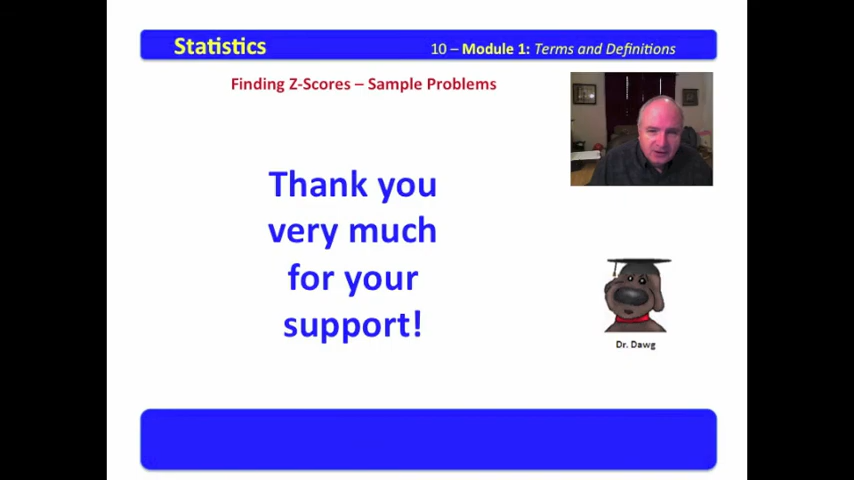 Statistics
10 – Module 1: Terms and Definitions
Finding Z-Scores – Sample Problems
Thank you
very much
for your
support!
Dr. Dawg